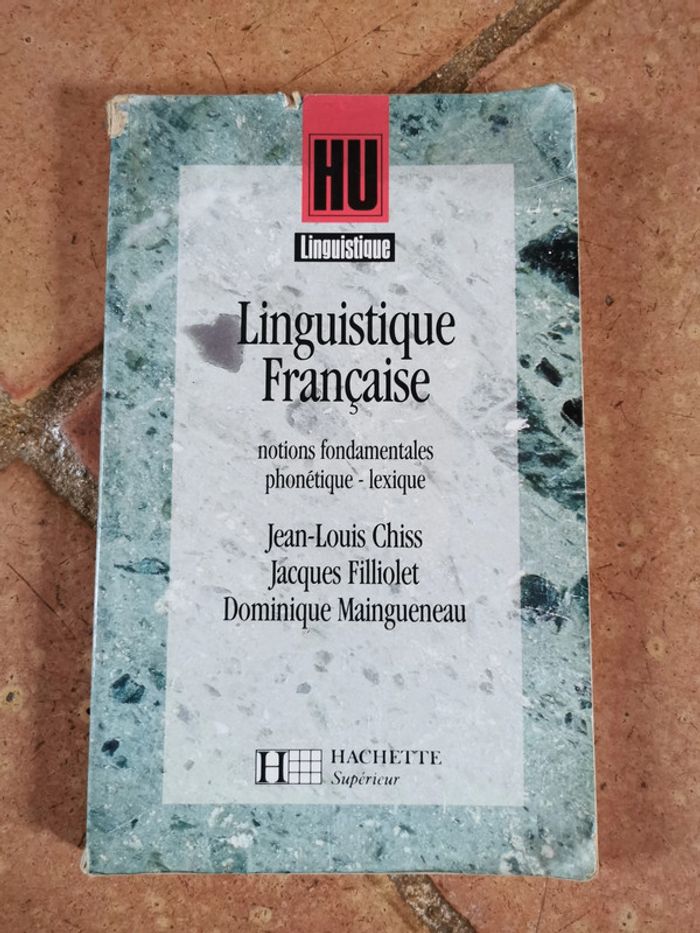 HU
Linguistique
Linguistique
Française
notions fondamentales
phonétique - lexique
Jean-Louis Chiss
Jacques Filliolet
Dominique Maingueneau
H HACHETTE
Supérieur